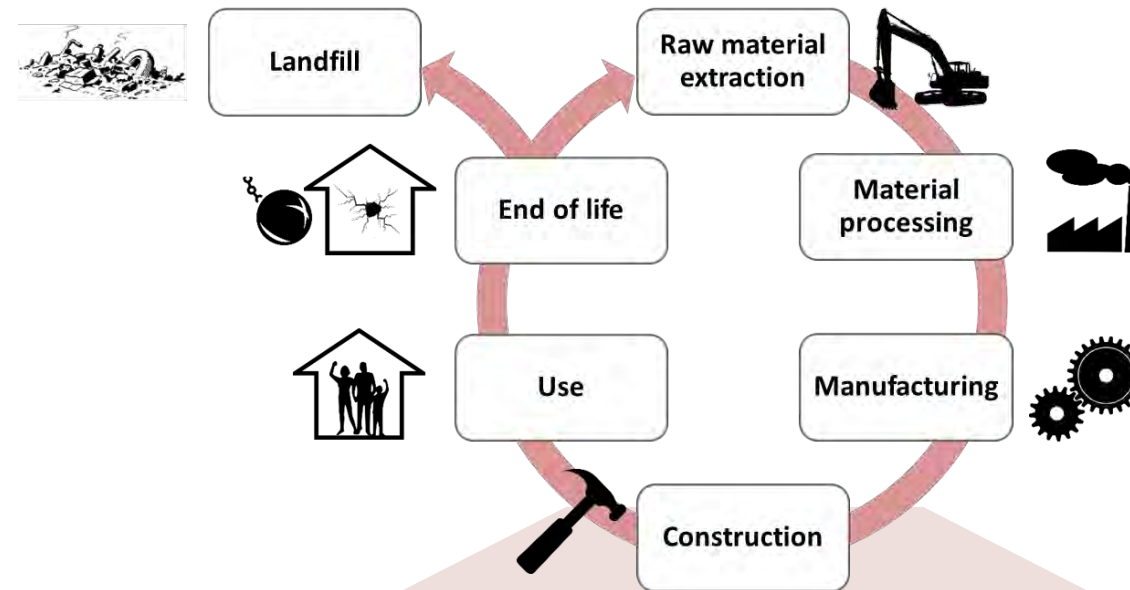 Landfill
Raw material
extraction
End of life
Material
processing
Use
Manufacturing
Construction